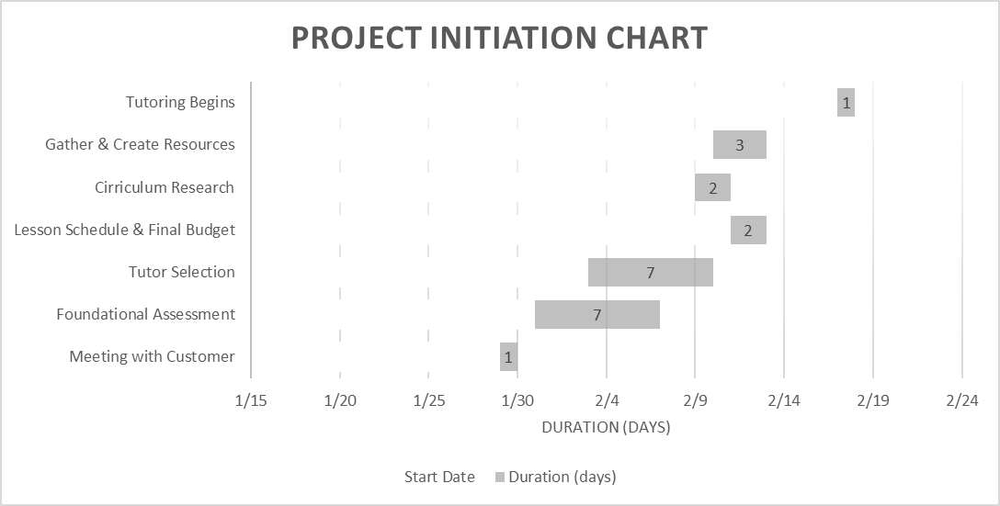 PROJECT INITIATION CHART
Tutoring Begins
1
Gather & Create Resources
3
Cirriculum Research
2
Lesson Schedule & Final Budget
2
Tutor Selection
7
Foundational Assessment
7
Meeting with Customer
1
1/15 1/20 1/25 1/30 2/4 2/9 2/14 2/19 2/24
DURATION (DAYS)
Start Date Duration (days)